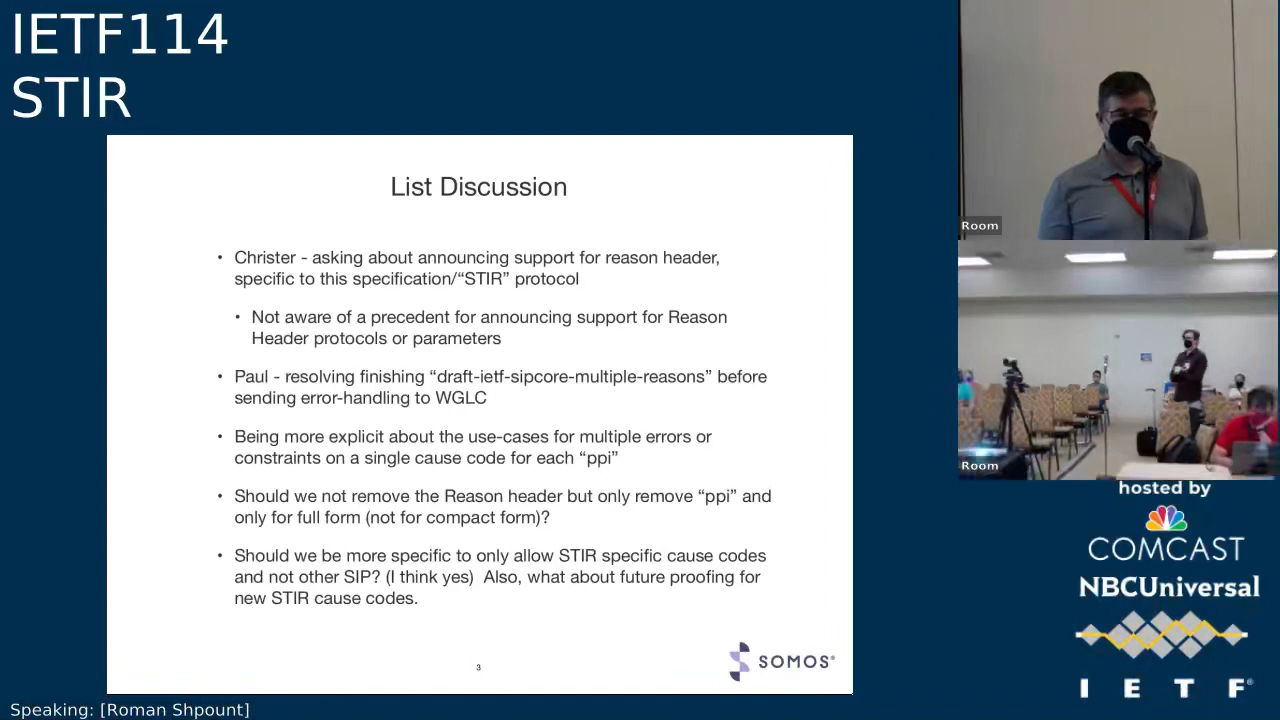 IETF114
STIR
List Discussion
• Christer - asking about announcing support for reason header,
specific to this specification/“STIR” protocol
• Not aware of a precedent for announcing support for Reason
Header protocols or parameters
• Paul - resolving finishing “draft-ietf-sipcore-multiple-reasons” before
sending error-handling to WGLC
• Being more explicit about the use-cases for multiple errors or
constraints on a single cause code for each “ppi”
• Should we not remove the Reason header but only remove “ppi” and
only for full form (not for compact form)?
• Should we be more specific to only allow STIR specific cause codes
and not other SIP? (I think yes)  Also, what about future proofing for
new STIR cause codes.
3
SOMOS®
Room
Room
hosted by
COMCAST
NBCUniversal
I E T F®
Speaking: [Roman Shpount]